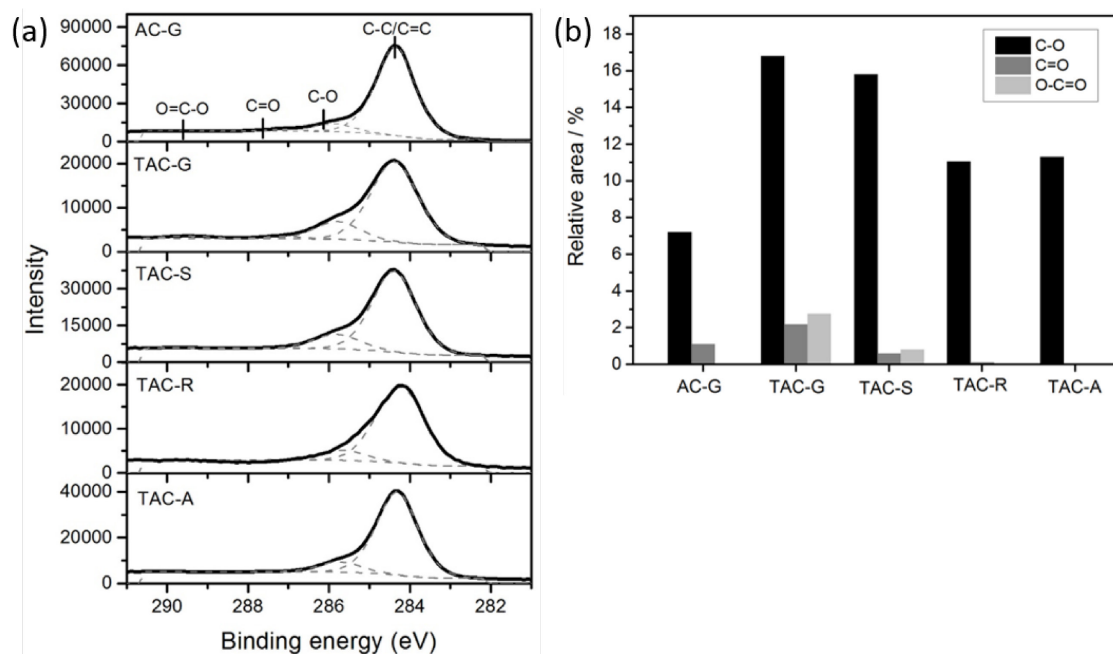 (a)
Intensity
90000
60000
30000
0
AC-G
C-C/C=C
O=C-O
C=O
C-O
20000
10000
0
TAC-G
30000
15000
0
TAC-S
20000
10000
0
TAC-R
40000
20000
0
TAC-A
290 288 286 284 282
Binding energy (eV)
(b)
Relative area / %
18
16
14
12
11
8
6
4
2
0
C-O
C=O
O-C=O
AC-G TAC-G TAC-S TAC-R TAC-A